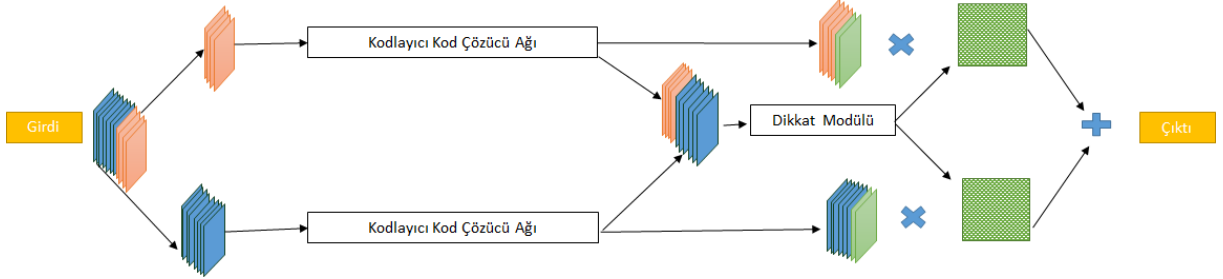 Girdi
Kodlayıcı Kod Çözücü Ağı
Dikkat Modülü
Çıktı
Kodlayıcı Kod Çözücü Ağı